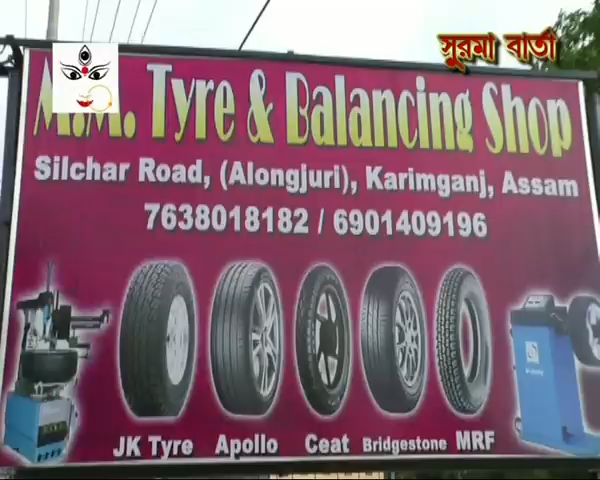 সুরমা বার্তা
M.M. Tyre & Balancing Shop
Silchar Road, (Alongjuri), Karimganj, Assam
7638018182 / 6901409196
JK Tyre Apollo Ceat Bridgestone MRF